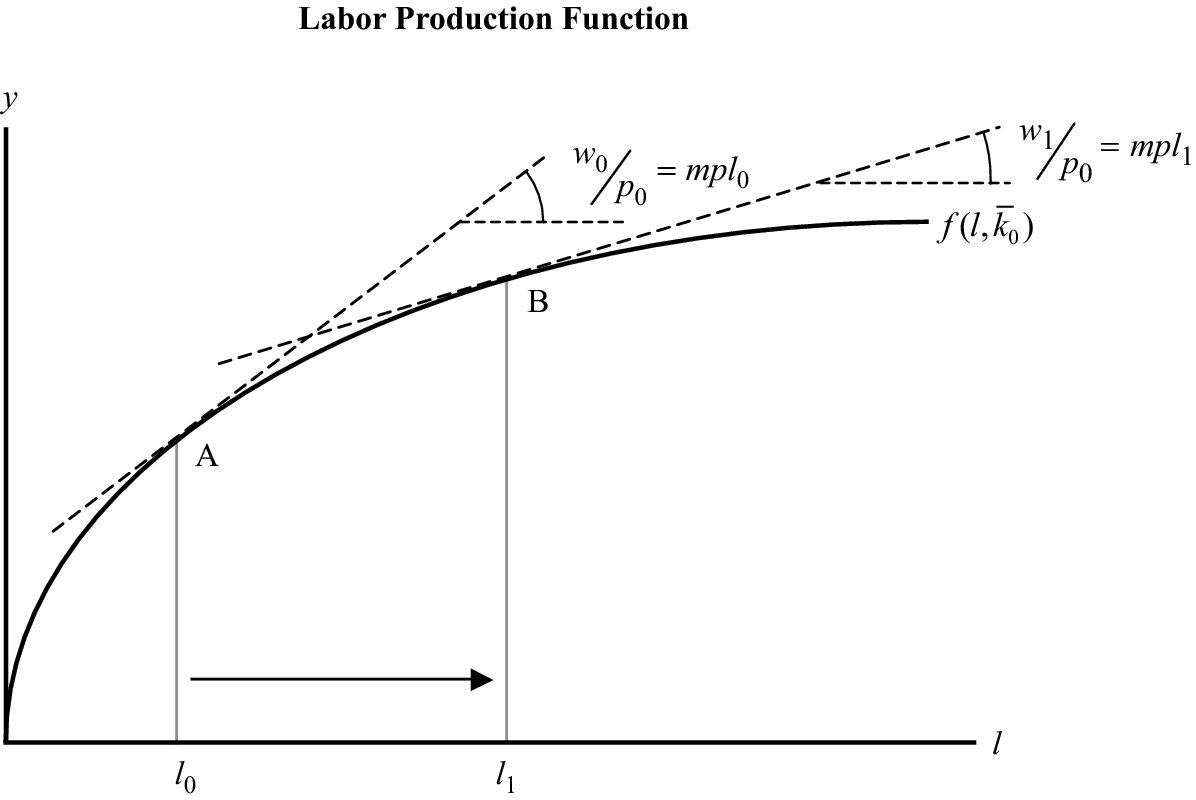 Labor Production Function
y
w₀/p₀ = mpl₀
w₁/p₀ = mpl₁
f(l, k̄₀)
B
A
l
l₀
l₁